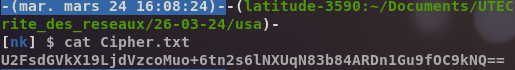 -(mar. mars 24 16:08:24)--(latitude-3590:~/Documents/UTEC
rite_des_reseaux/26-03-24/usa)-
[nk] $ cat Cipher.txt
U2FsdGVkX19LjdVzcoMuo+6tn2s6lNXUqN83b84ARDn1Gu9fOC9kNQ==